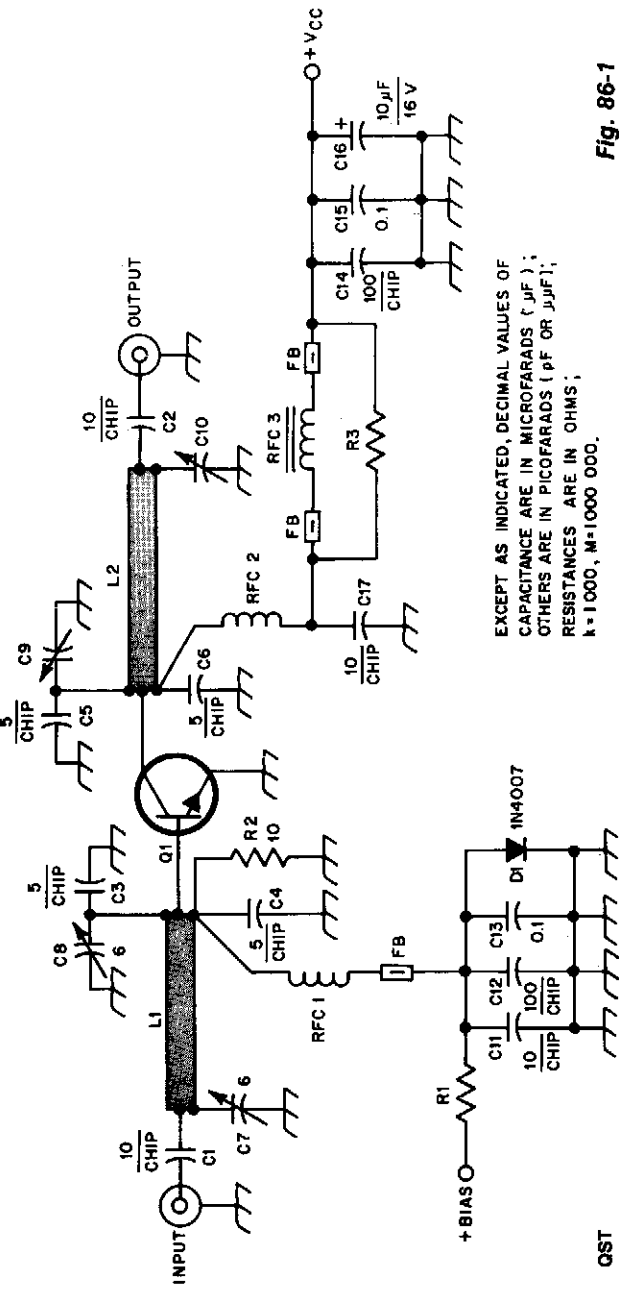 INPUT
10
CHIP
C1
C7
6
L1
C8
6
5
CHIP
C3
C4
5
CHIP
R2
10
Q1
RFC 1
FB
+BIAS
R1
C11
10
CHIP
C12
100
CHIP
C13
0.1
D1
1N4007
5
CHIP
C5
C9
C6
5
CHIP
L2
10
CHIP
C2
C10
OUTPUT
RFC 2
C17
10
CHIP
FB
RFC 3
FB
R3
C14
100
CHIP
C15
0.1
C16
+
10µF
16 V
+VCC
EXCEPT AS INDICATED, DECIMAL VALUES OF
CAPACITANCE ARE IN MICROFARADS (µF);
OTHERS ARE IN PICOFARADS (pF OR µµF);
RESISTANCES ARE IN OHMS;
k=1000, M=1000 000.
QST
Fig. 86-1